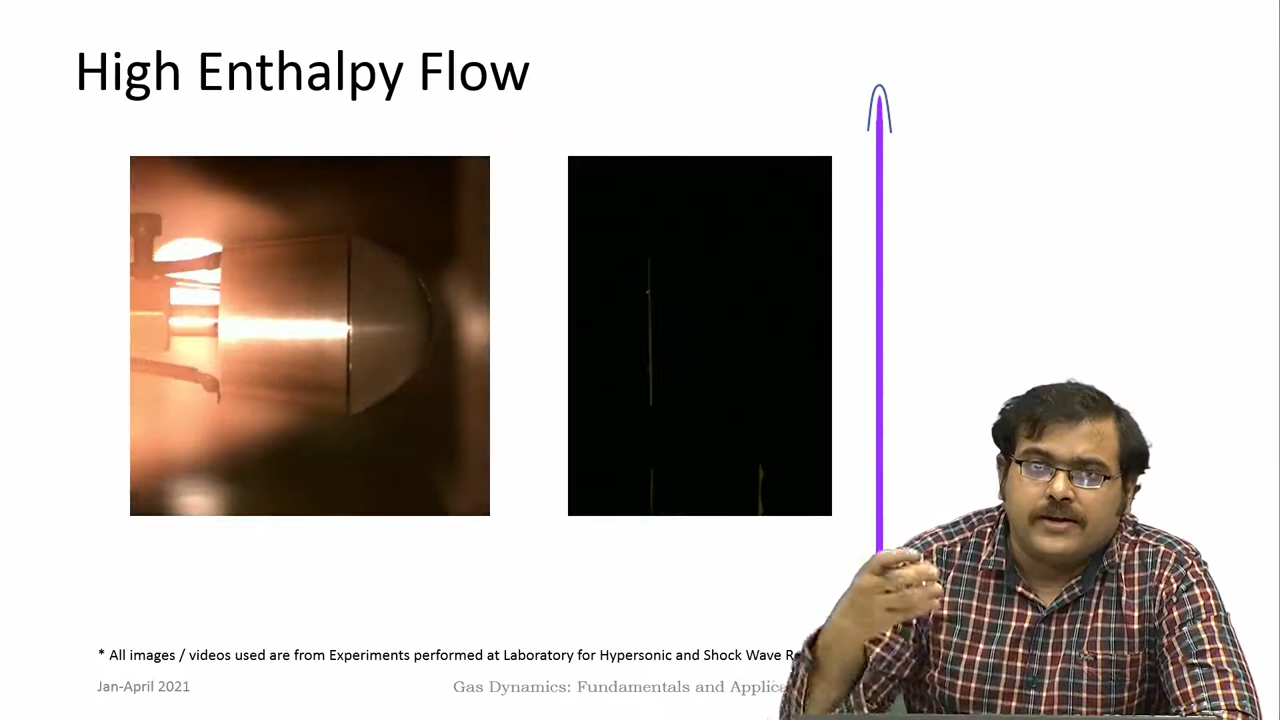 High Enthalpy Flow
* All images / videos used are from Experiments performed at Laboratory for Hypersonic and Shock Wave
Jan-April 2021
Gas Dynamics: Fundamentals and